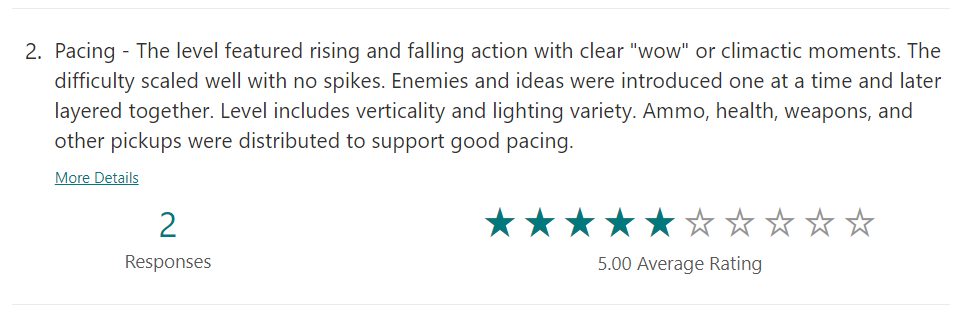 2. Pacing - The level featured rising and falling action with clear "wow" or climactic moments. The
difficulty scaled well with no spikes. Enemies and ideas were introduced one at a time and later
layered together. Level includes verticality and lighting variety. Ammo, health, weapons, and
other pickups were distributed to support good pacing.
More Details
2
Responses
5.00 Average Rating